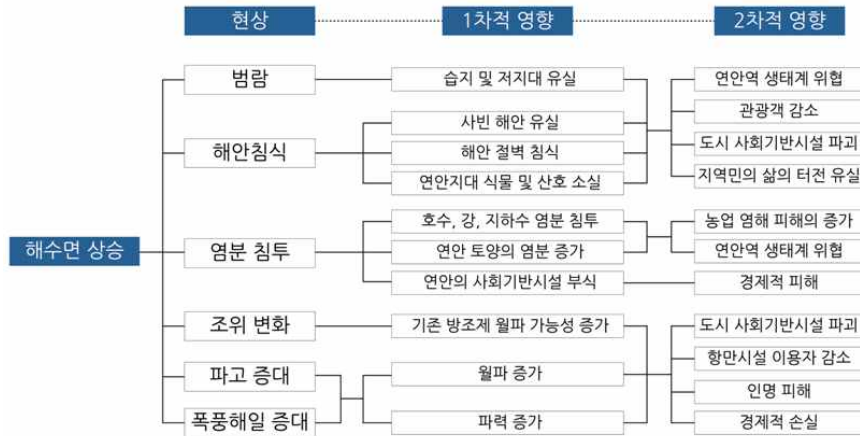 현상
1차적 영향
2차적 영향
범람
습지 및 저지대 유실
연안역 생태계 위협
관광객 감소
해안침식
사빈 해안 유실
해안 절벽 침식
도시 사회기반시설 파괴
연안지대 식물 및 산호 소실
지역민의 삶의 터전 유실
해수면 상승
염분 침투
호수, 강, 지하수 염분 침투
농업 염해 피해의 증가
연안 토양의 염분 증가
연안역 생태계 위협
연안의 사회기반시설 부식
경제적 피해
조위 변화
기존 방조제 월파 가능성 증가
도시 사회기반시설 파괴
항만시설 이용자 감소
파고 증대
월파 증가
인명 피해
폭풍해일 증대
파력 증가
경제적 손실